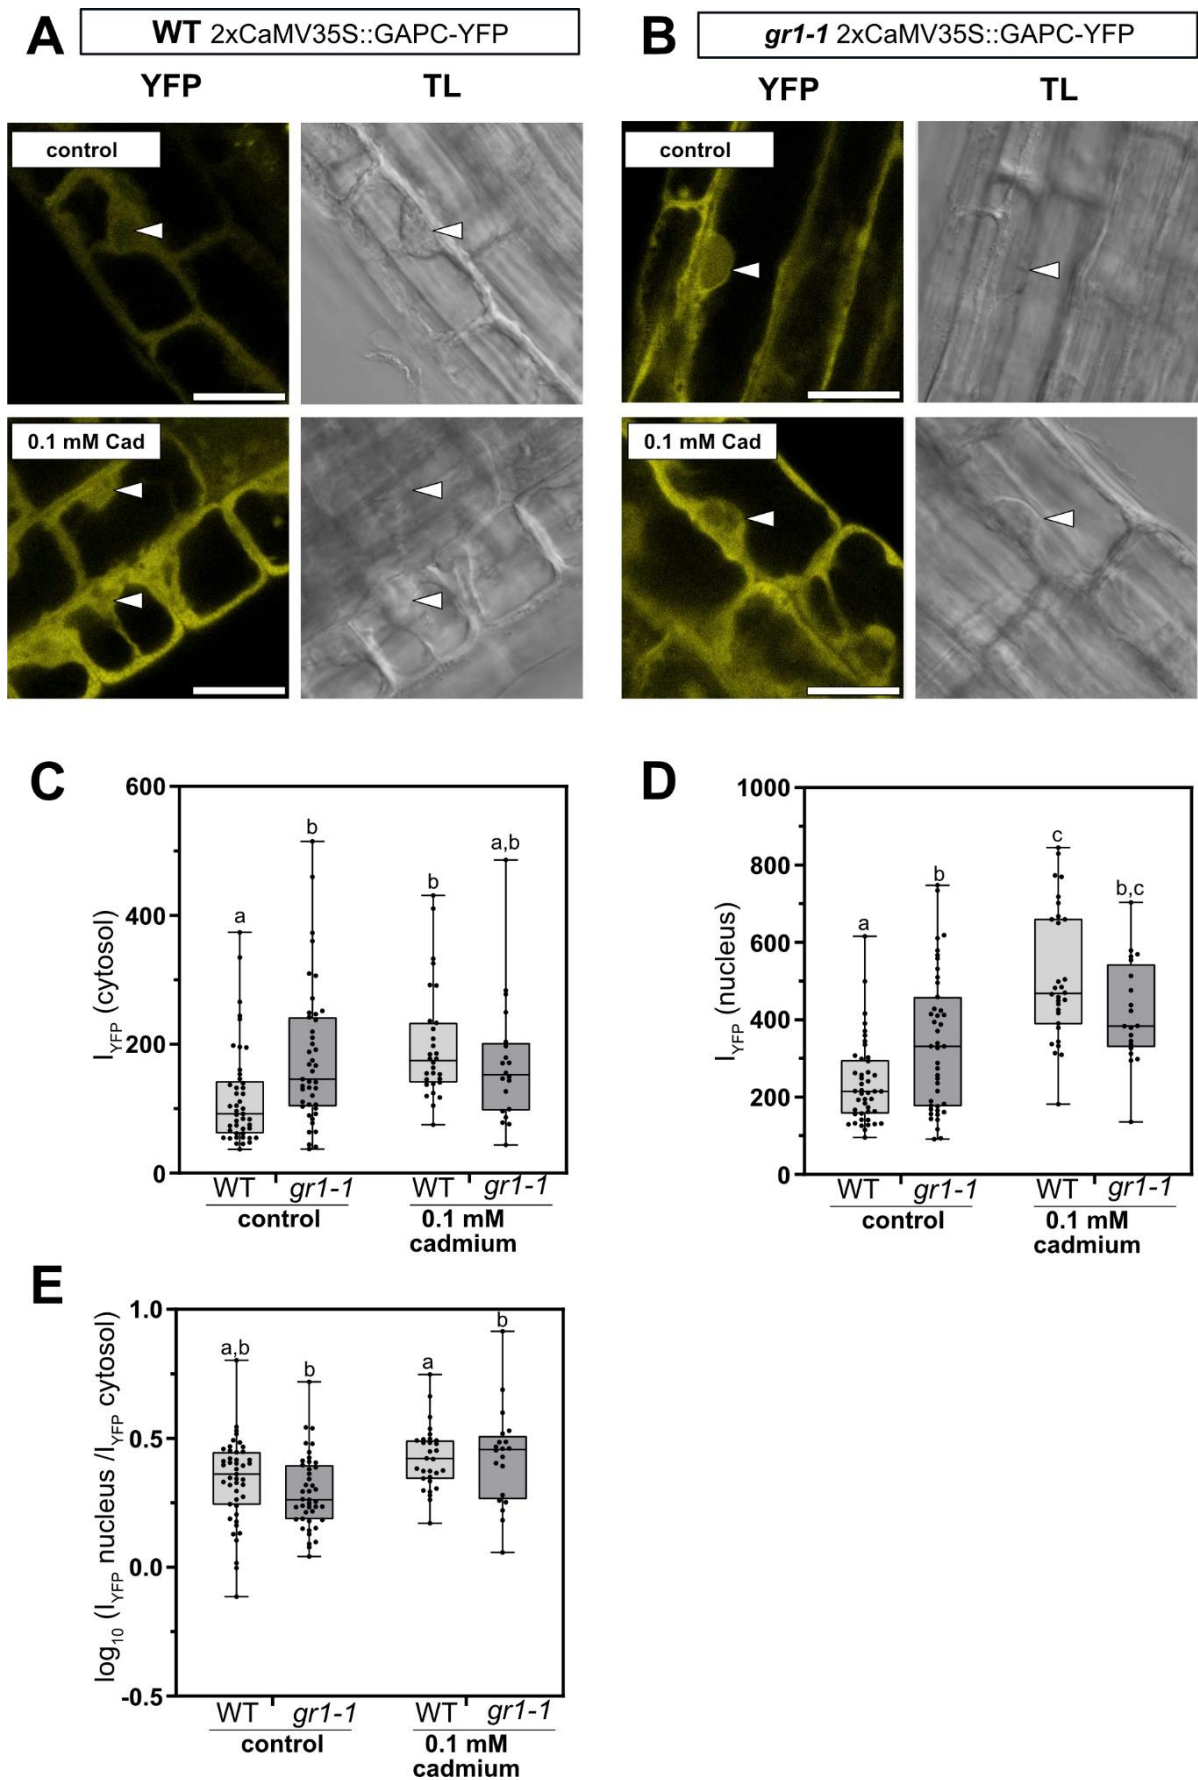 A
WT 2xCaMV35S::GAPC-YFP
YFP
TL
control
0.1 mM Cad
B
gr1-1 2xCaMV35S::GAPC-YFP
YFP
TL
control
0.1 mM Cad
C
I_YFP (cytosol)
600
400
200
0
a
b
b
a,b
WT
gr1-1
WT
gr1-1
control
0.1 mM
cadmium
D
I_YFP (nucleus)
1000
800
600
400
200
0
a
b
c
b,c
WT
gr1-1
WT
gr1-1
control
0.1 mM
cadmium
E
log₁₀ (I_YFP nucleus /I_YFP cytosol)
1.0
0.5
0.0
-0.5
a,b
b
a
b
WT
gr1-1
WT
gr1-1
control
0.1 mM
cadmium